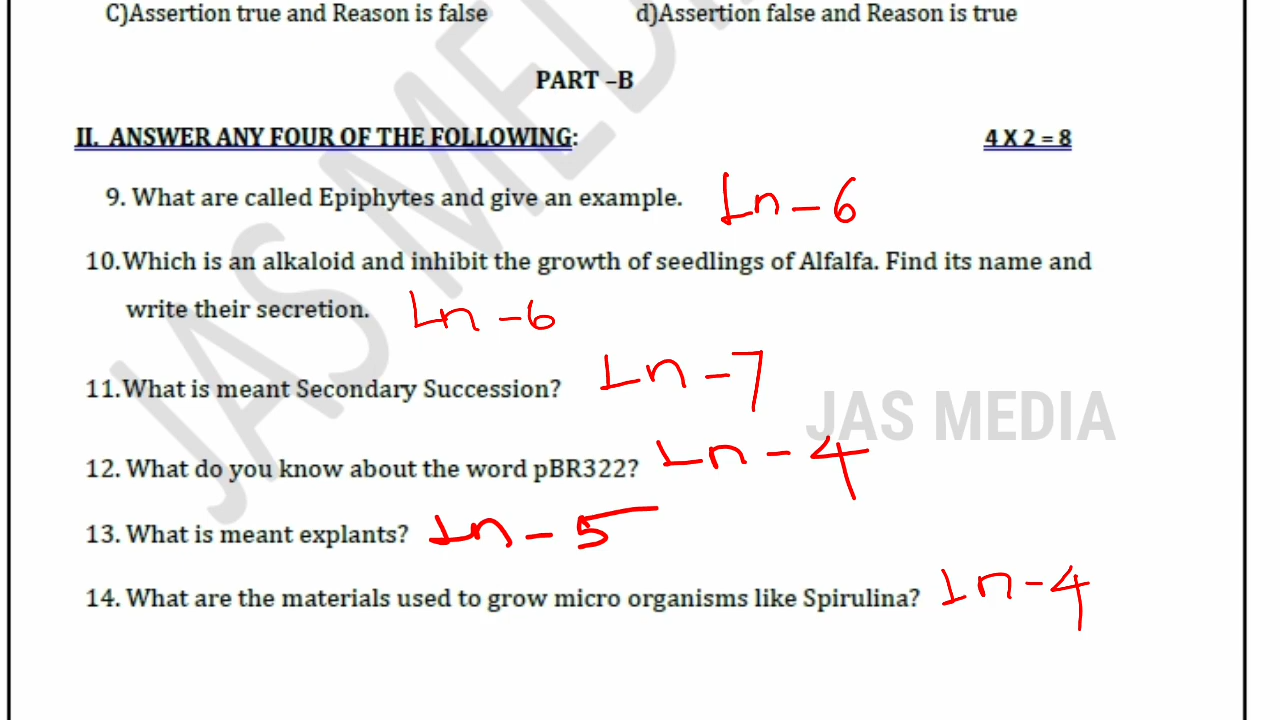 C)Assertion true and Reason is false d)Assertion false and Reason is true
PART –B
II. ANSWER ANY FOUR OF THE FOLLOWING: 4 X 2 = 8
9. What are called Epiphytes and give an example. Ln - 6
10.Which is an alkaloid and inhibit the growth of seedlings of Alfalfa. Find its name and
write their secretion. Ln - 6
11.What is meant Secondary Succession? Ln - 7
JAS MEDIA
12. What do you know about the word pBR322? Ln - 4
13. What is meant explants? Ln - 5
14. What are the materials used to grow micro organisms like Spirulina? Ln - 4
JAS MEDIA